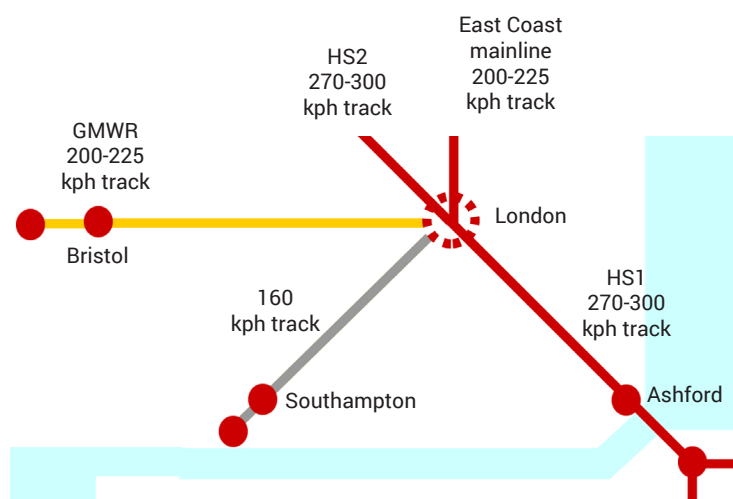 East Coast
mainline
200-225
kph track
HS2
270-300
kph track
GMWR
200-225
kph track
London
Bristol
HS1
270-300
kph track
160
kph track
Ashford
Southampton